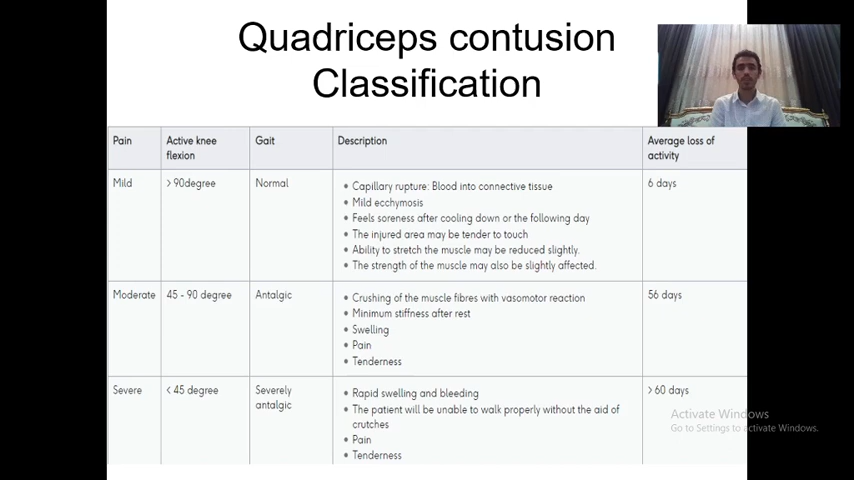 Quadriceps contusion
Classification
Pain
Active knee
flexion
Gait
Description
Average loss of
activity
Mild
> 90degree
Normal
• Capillary rupture: Blood into connective tissue
• Mild ecchymosis
• Feels soreness after cooling down or the following day
• The injured area may be tender to touch
• Ability to stretch the muscle may be reduced slightly.
• The strength of the muscle may also be slightly affected.
6 days
Moderate
45 - 90 degree
Antalgic
• Crushing of the muscle fibres with vasomotor reaction
• Minimum stiffness after rest
• Swelling
• Pain
• Tenderness
56 days
Severe
< 45 degree
Severely
antalgic
• Rapid swelling and bleeding
• The patient will be unable to walk properly without the aid of
crutches
• Pain
• Tenderness
> 60 days
Activate Windows
Go to Settings to activate Windows.